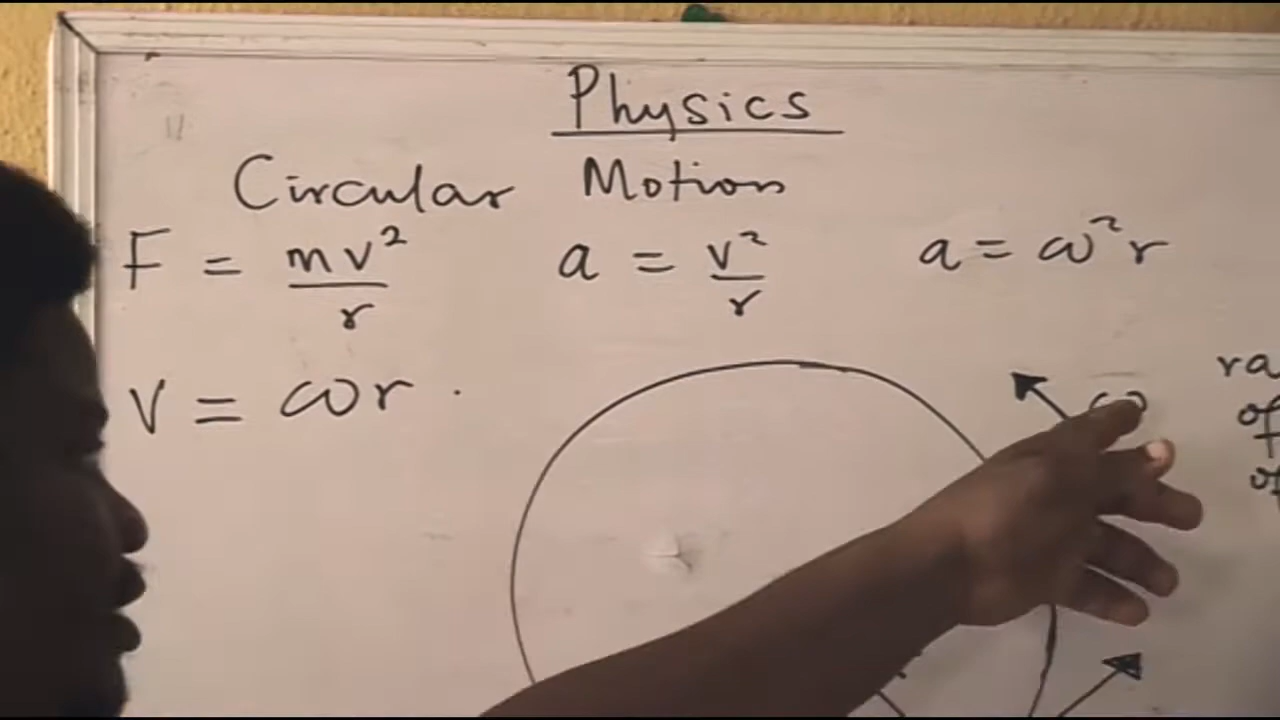 Physics
Circular Motion
F = mv²/r a = v²/r a = ω²r
V = ωr .
ω